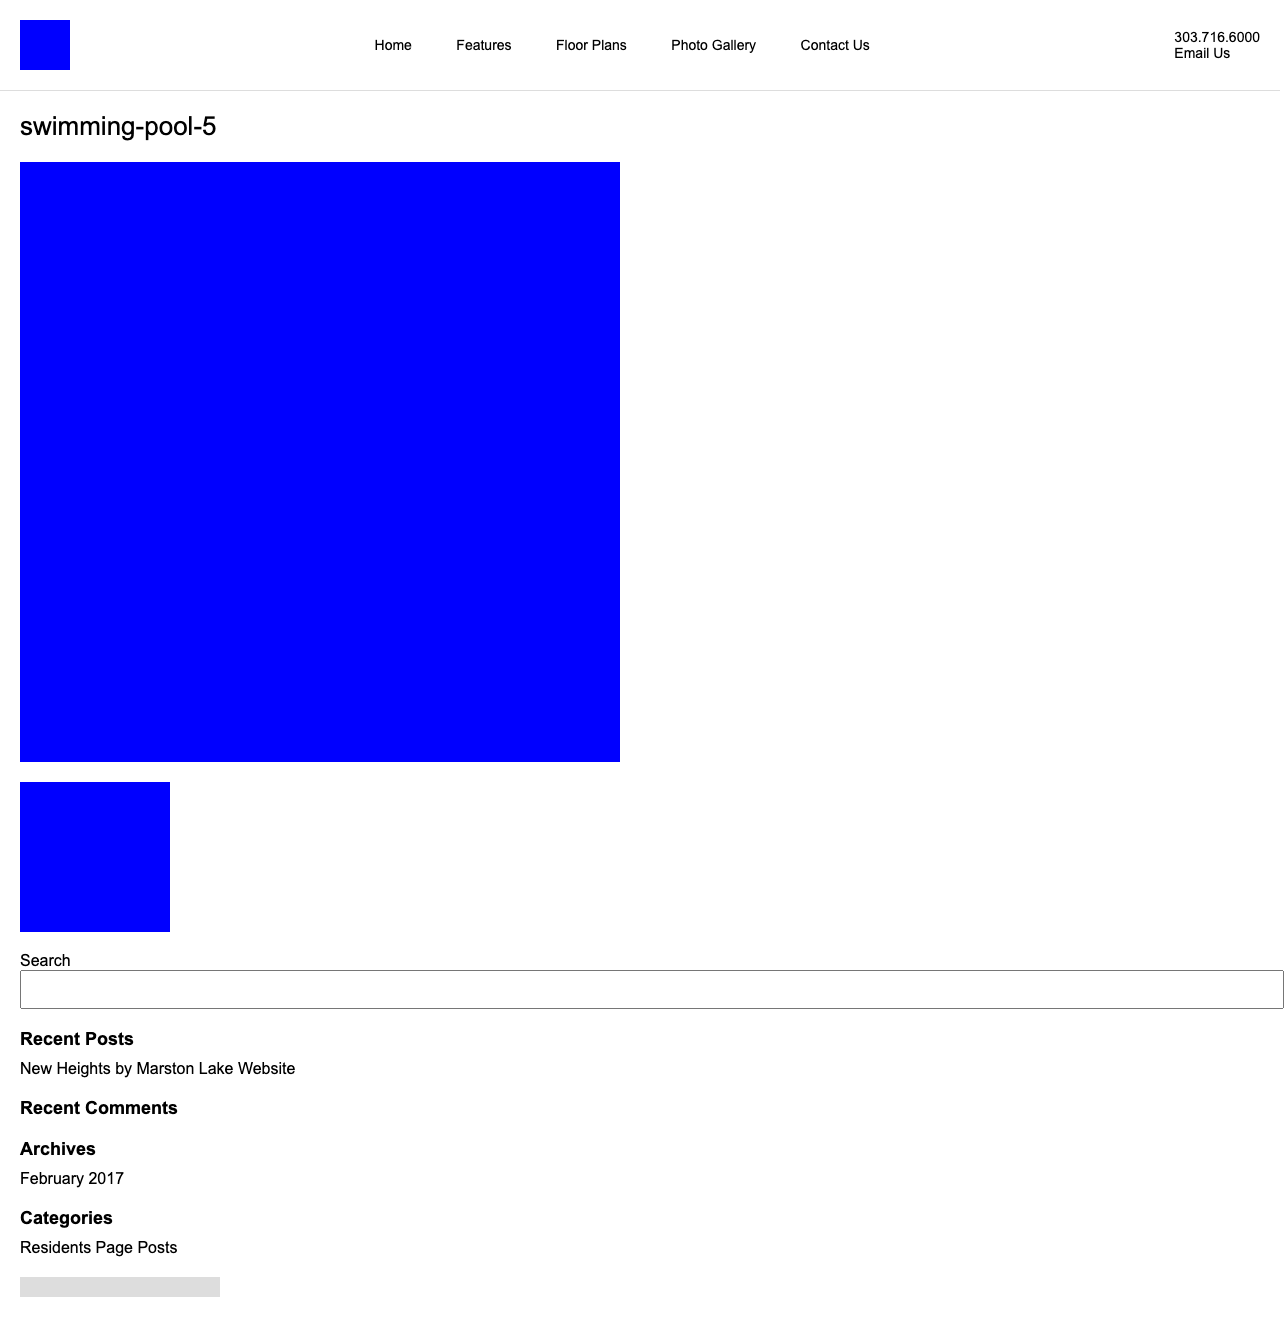 Home Features Floor Plans Photo Gallery Contact Us
303.716.6000
Email Us
swimming-pool-5
Search
Recent Posts
New Heights by Marston Lake Website
Recent Comments
Archives
February 2017
Categories
Residents Page Posts